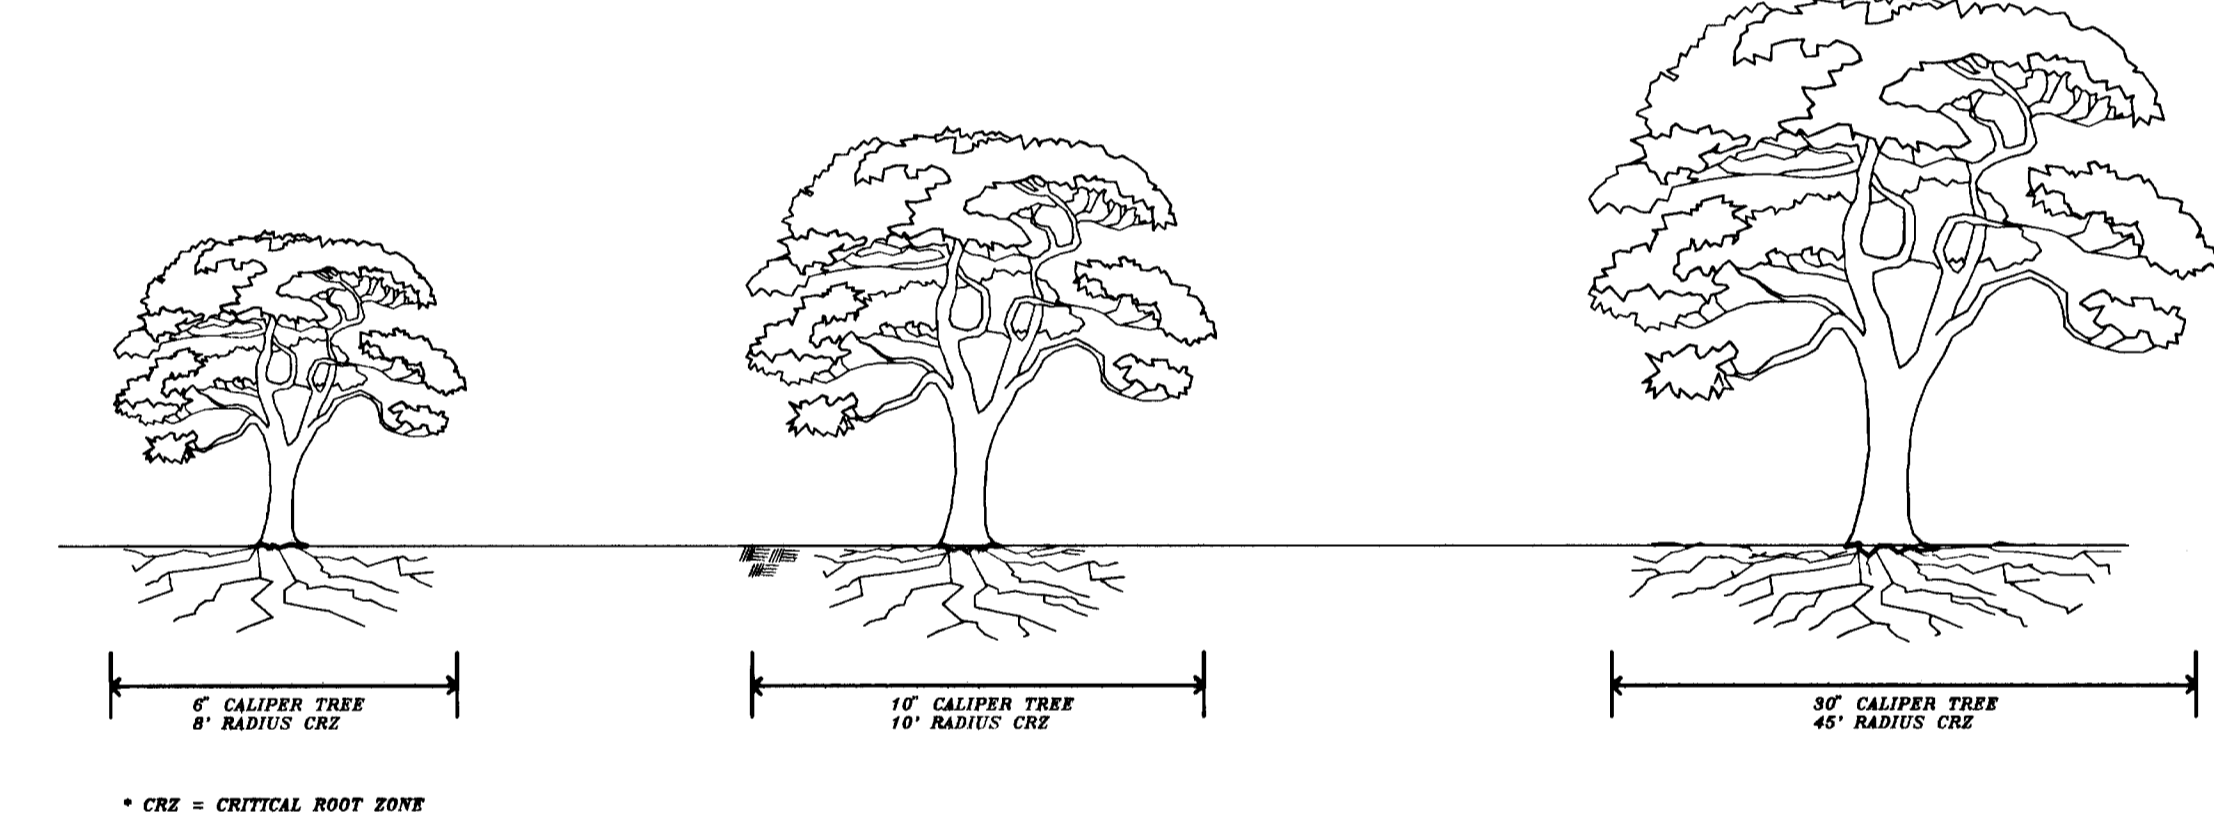 6" CALIPER TREE
8' RADIUS CRZ
10" CALIPER TREE
10' RADIUS CRZ
30" CALIPER TREE
45' RADIUS CRZ
* CRZ = CRITICAL ROOT ZONE